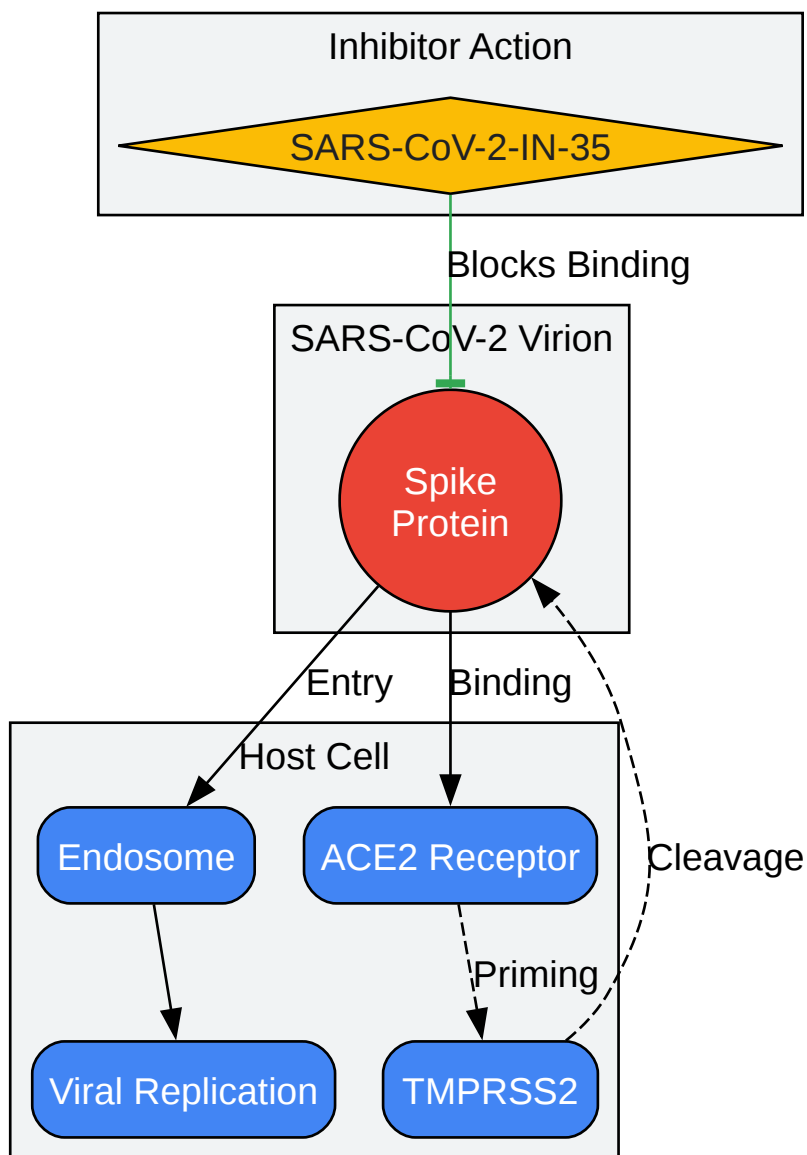 Inhibitor Action
SARS-CoV-2-IN-35
Blocks Binding
SARS-CoV-2 Virion
Spike
Protein
Entry
Binding
Host Cell
Endosome
ACE2 Receptor
Cleavage
Priming
Viral Replication
TMPRSS2